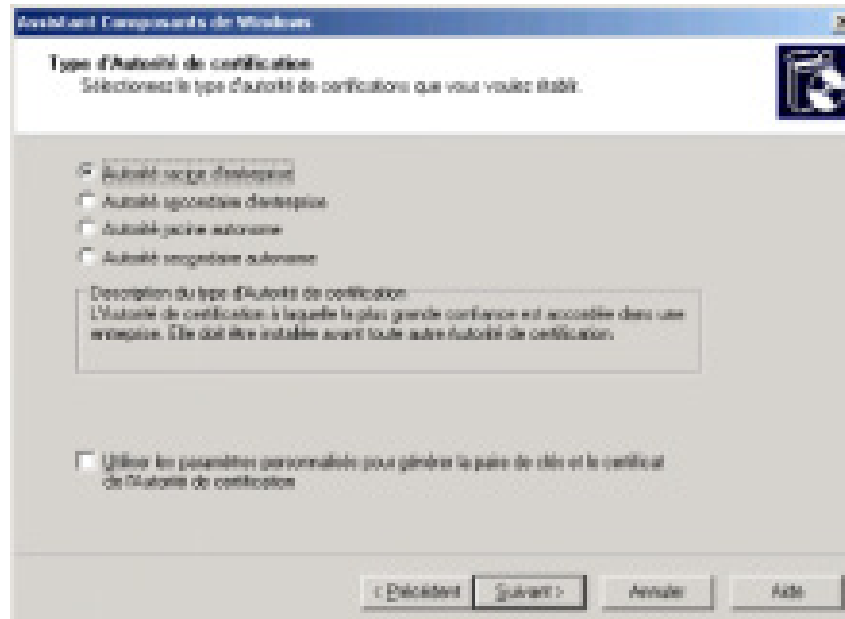 Assistant Composants de Windows
Type d'Autorité de certification
Sélectionnez le type d'autorité de certifications que vous voulez établir.
Autorité racine d'entreprise
Autorité secondaire d'entreprise
Autorité racine autonome
Autorité secondaire autonome
Description du type d'Autorité de certification
L'Autorité de certification à laquelle la plus grande confiance est accordée dans une
entreprise. Elle doit être installée avant toute autre Autorité de certification.
Utiliser les paramètres personnalisés pour générer la paire de clés et le certificat
de l'Autorité de certification
< Précédent Suivant > Annuler Aide